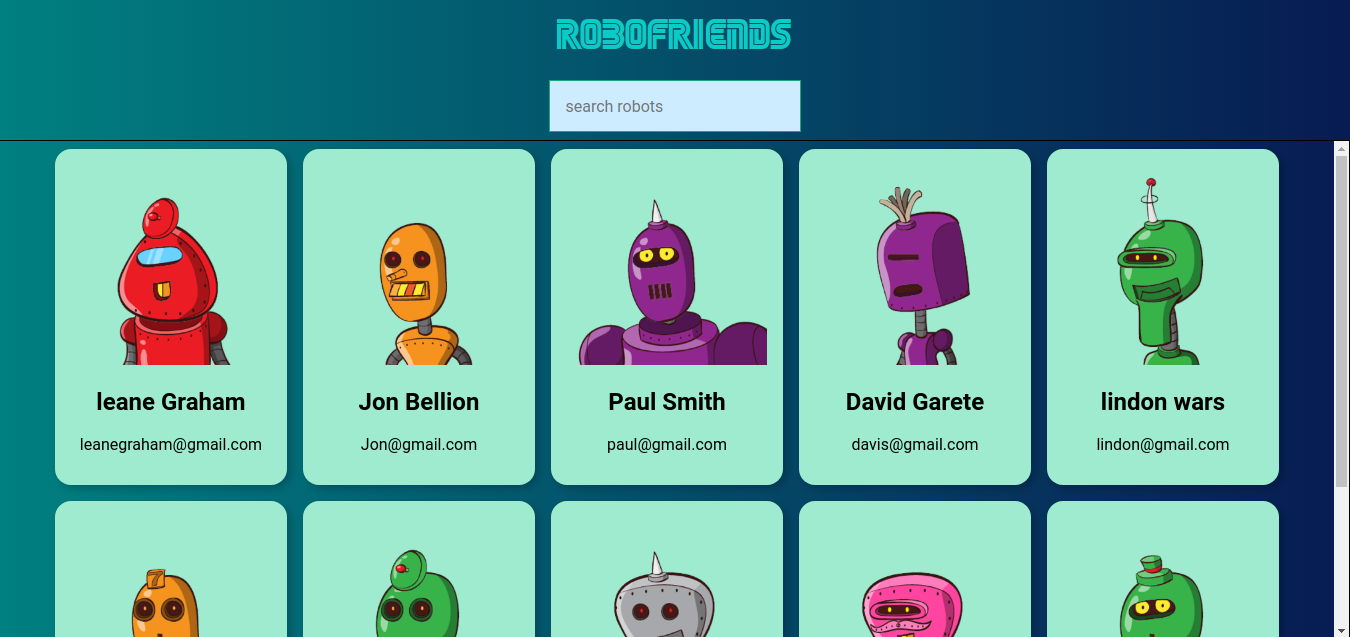 ROBOFRIENDS
search robots
leane Graham
leanegraham@gmail.com
Jon Bellion
Jon@gmail.com
Paul Smith
paul@gmail.com
David Garete
davis@gmail.com
lindon wars
lindon@gmail.com
7